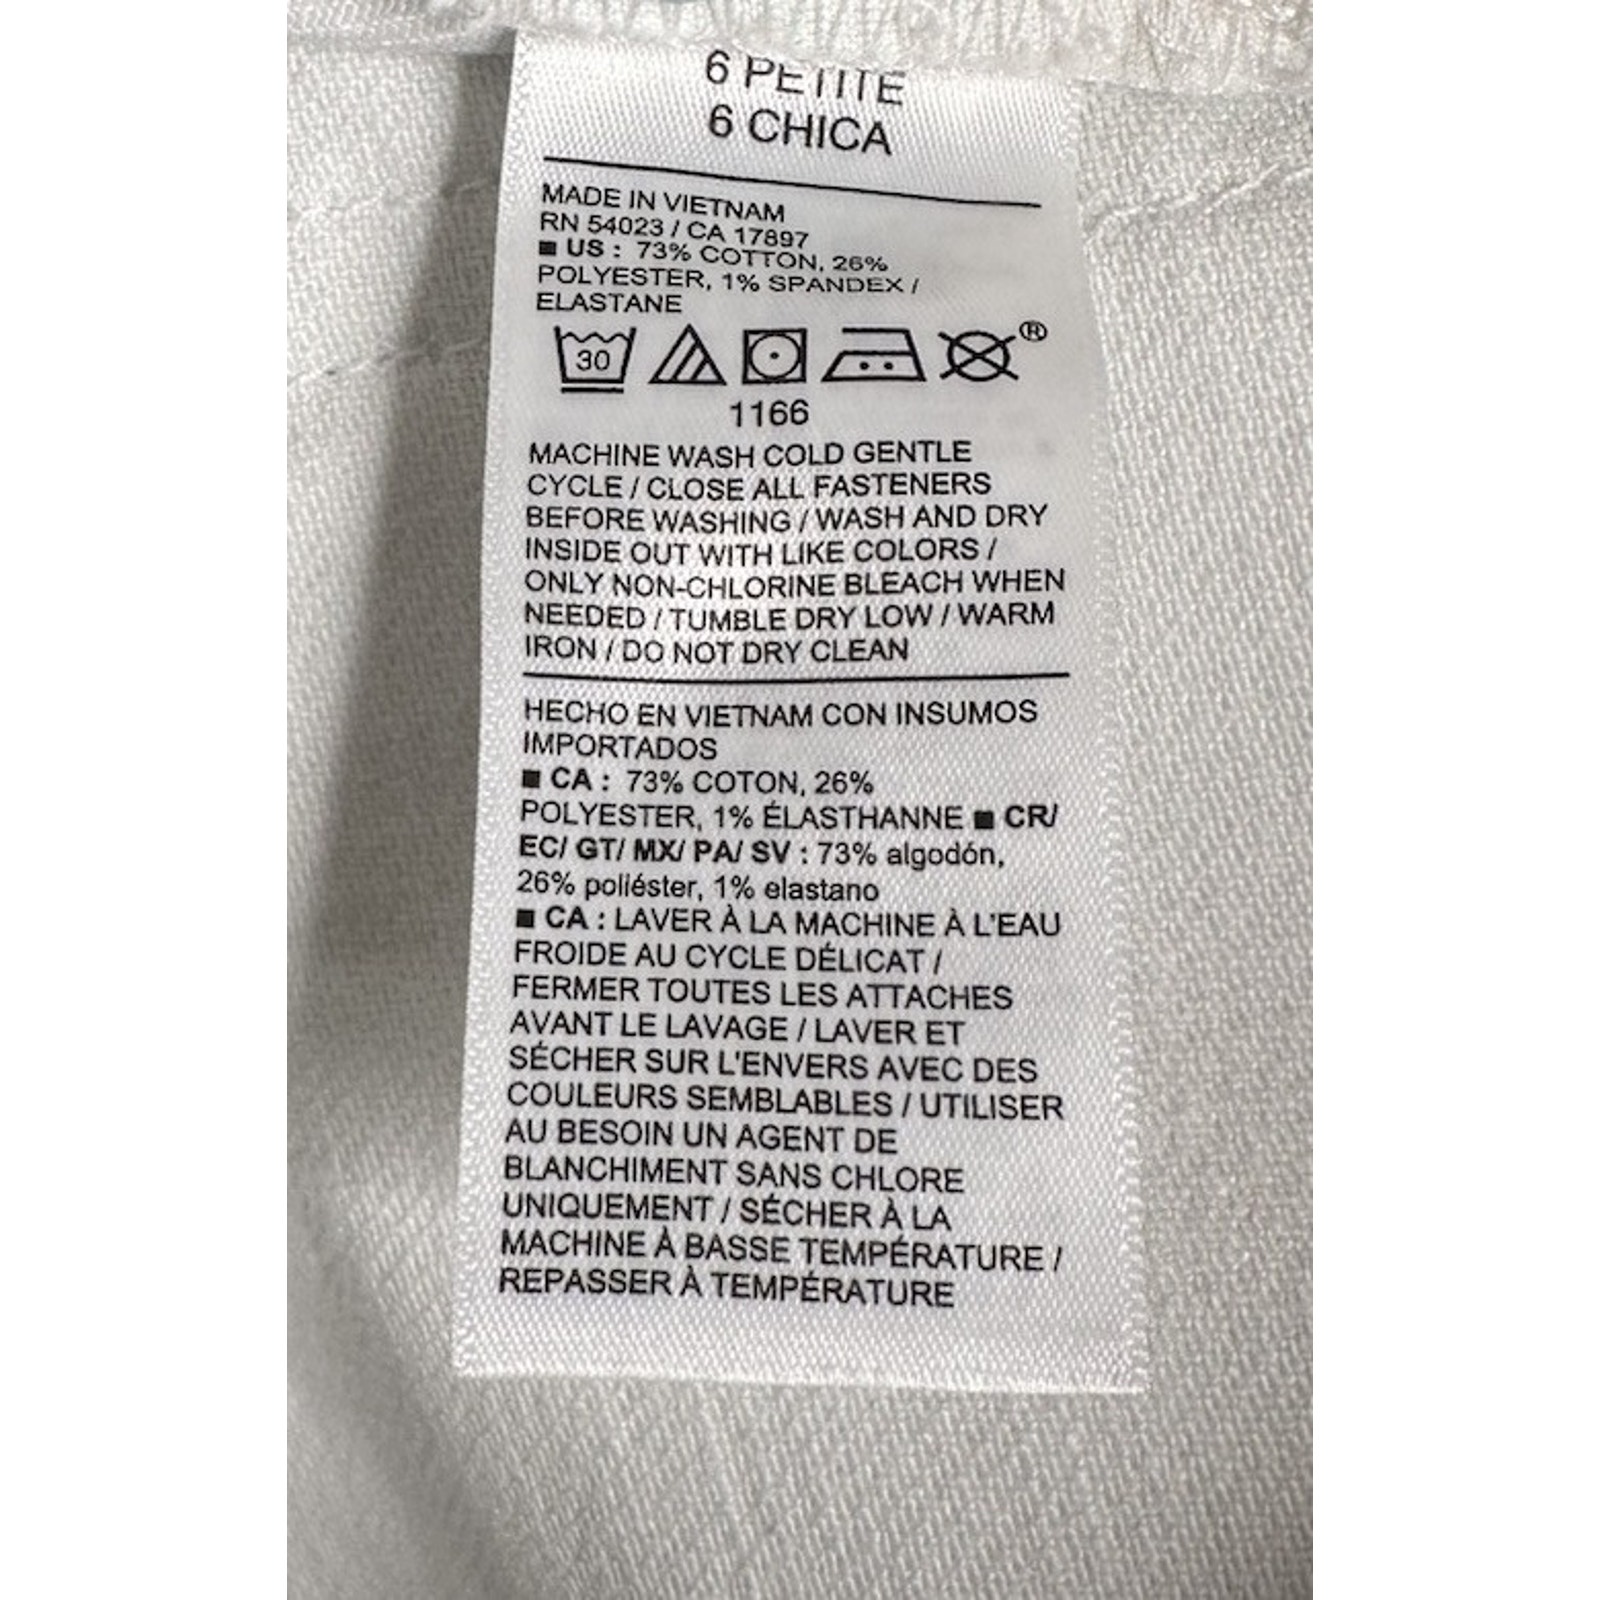 6 PETITE
6 CHICA
MADE IN VIETNAM
RN 54023 / CA 17897
■ US : 73% COTTON, 26%
POLYESTER, 1% SPANDEX /
ELASTANE
30
®
1166
MACHINE WASH COLD GENTLE
CYCLE / CLOSE ALL FASTENERS
BEFORE WASHING / WASH AND DRY
INSIDE OUT WITH LIKE COLORS /
ONLY NON-CHLORINE BLEACH WHEN
NEEDED / TUMBLE DRY LOW / WARM
IRON / DO NOT DRY CLEAN
HECHO EN VIETNAM CON INSUMOS
IMPORTADOS
■ CA : 73% COTON, 26%
POLYESTER, 1% ÉLASTHANNE ■ CR/
EC/ GT/ MX/ PA/ SV : 73% algodón,
26% poliéster, 1% elastano
■ CA : LAVER À LA MACHINE À L'EAU
FROIDE AU CYCLE DÉLICAT /
FERMER TOUTES LES ATTACHES
AVANT LE LAVAGE / LAVER ET
SÉCHER SUR L'ENVERS AVEC DES
COULEURS SEMBLABLES / UTILISER
AU BESOIN UN AGENT DE
BLANCHIMENT SANS CHLORE
UNIQUEMENT / SÉCHER À LA
MACHINE À BASSE TEMPÉRATURE /
REPASSER À TEMPÉRATURE